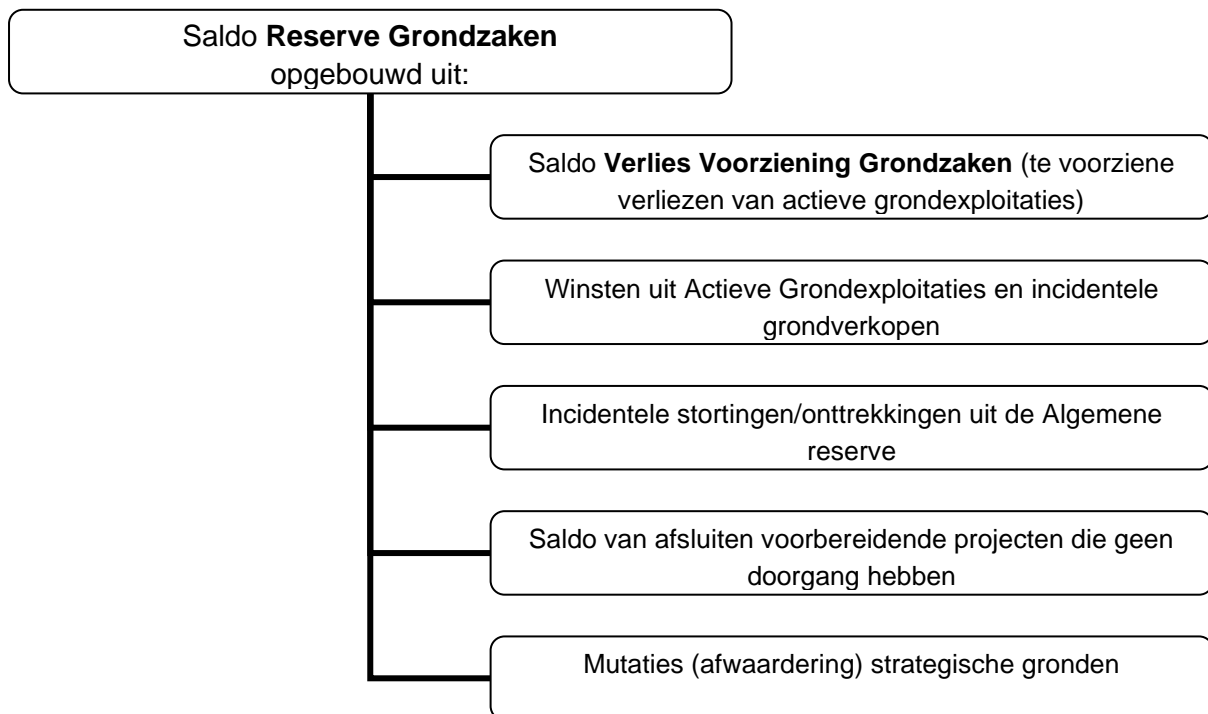 Saldo Reserve Grondzaken
opgebouwd uit:
Saldo Verlies Voorziening Grondzaken (te voorziene
verliezen van actieve grondexploitaties)
Winsten uit Actieve Grondexploitaties en incidentele
grondverkopen
Incidentele stortingen/onttrekkingen uit de Algemene
reserve
Saldo van afsluiten voorbereidende projecten die geen
doorgang hebben
Mutaties (afwaardering) strategische gronden